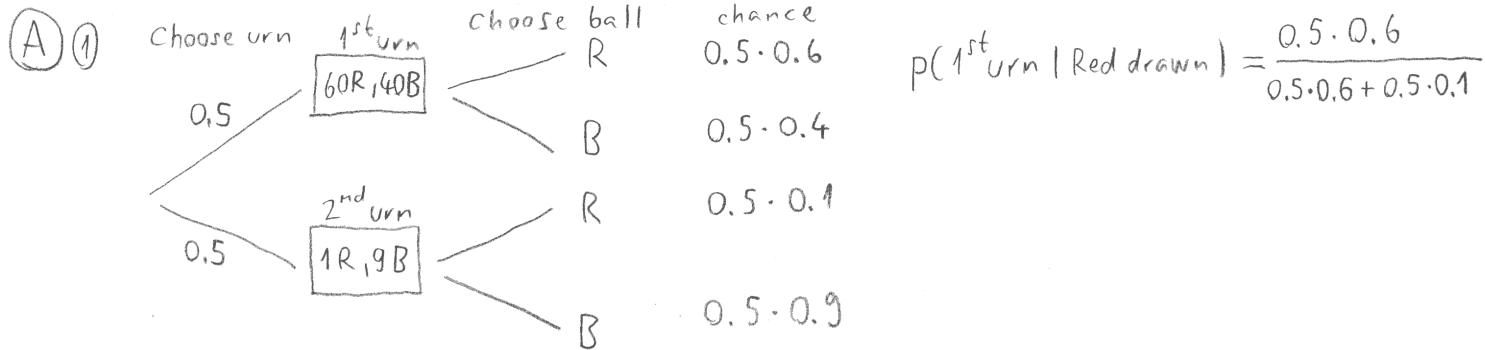 A 1 Choose urn 1st urn Choose ball chance
60R, 40B R 0.5 · 0.6 p(1st urn | Red drawn) = 0.5 · 0.6 / 0.5·0.6 + 0.5·0.1
0.5
B 0.5 · 0.4
2nd urn R 0.5 · 0.1
0.5 1R, 9B
B 0.5 · 0.9